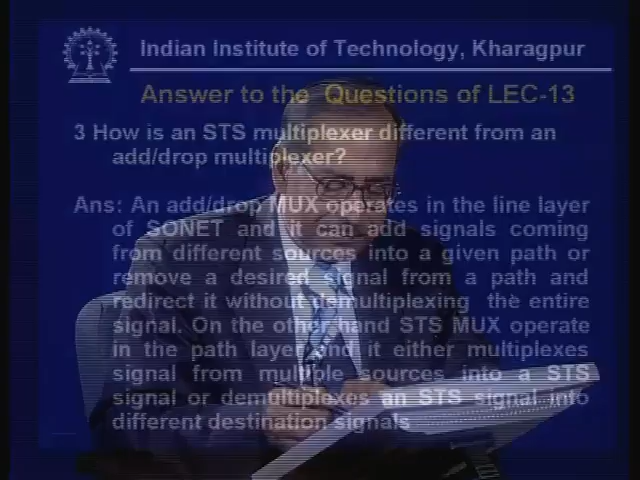 Indian Institute of Technology, Kharagpur
Answer to the Questions of LEC-13
3 How is an STS multiplexer different from an
add/drop multiplexer?
Ans: An add/drop MUX operates in the line layer
of SONET and it can add signals coming
from different sources into a given path or
remove a desired signal from a path and
redirect it without demultiplexing the entire
signal. On the other hand STS MUX operate
in the path layer and it either multiplexes
signal from multiple sources into a STS
signal or demultiplexes an STS signal into
different destination signals